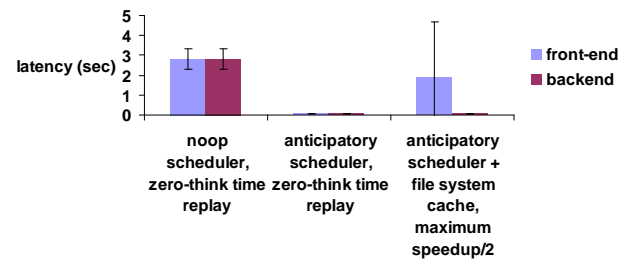 5
4
3
2
1
0
latency (sec)
front-end
backend
noop
scheduler,
zero-think time
replay
anticipatory
scheduler,
zero-think time
replay
anticipatory
scheduler +
file system
cache,
maximum
speedup/2